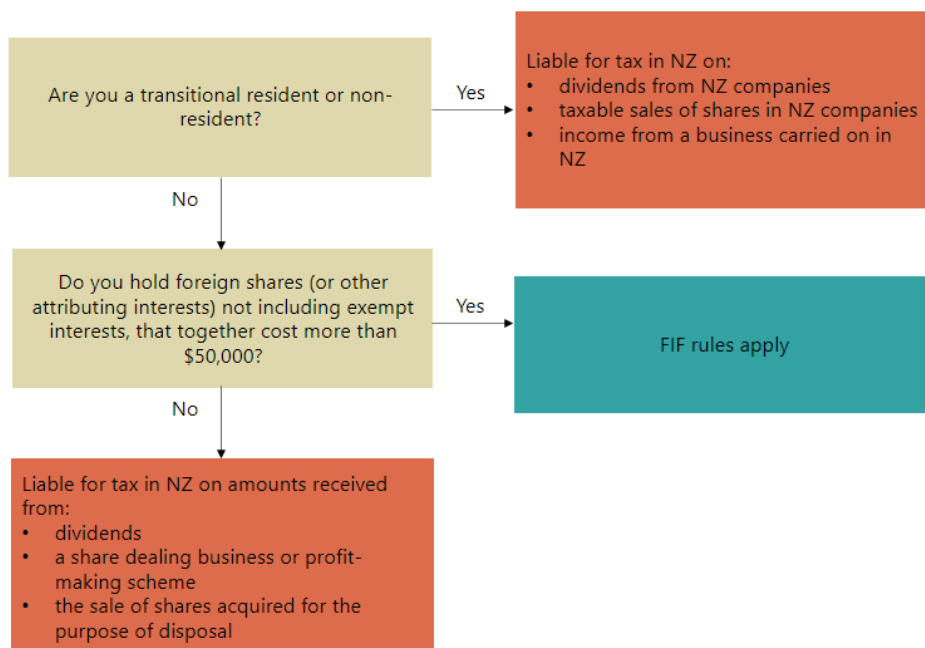 Are you a transitional resident or non-
resident?
Yes
Liable for tax in NZ on:
• dividends from NZ companies
• taxable sales of shares in NZ companies
• income from a business carried on in
NZ
No
Do you hold foreign shares (or other
attributing interests) not including exempt
interests, that together cost more than
$50,000?
Yes
FIF rules apply
No
Liable for tax in NZ on amounts received
from:
• dividends
• a share dealing business or profit-
making scheme
• the sale of shares acquired for the
purpose of disposal